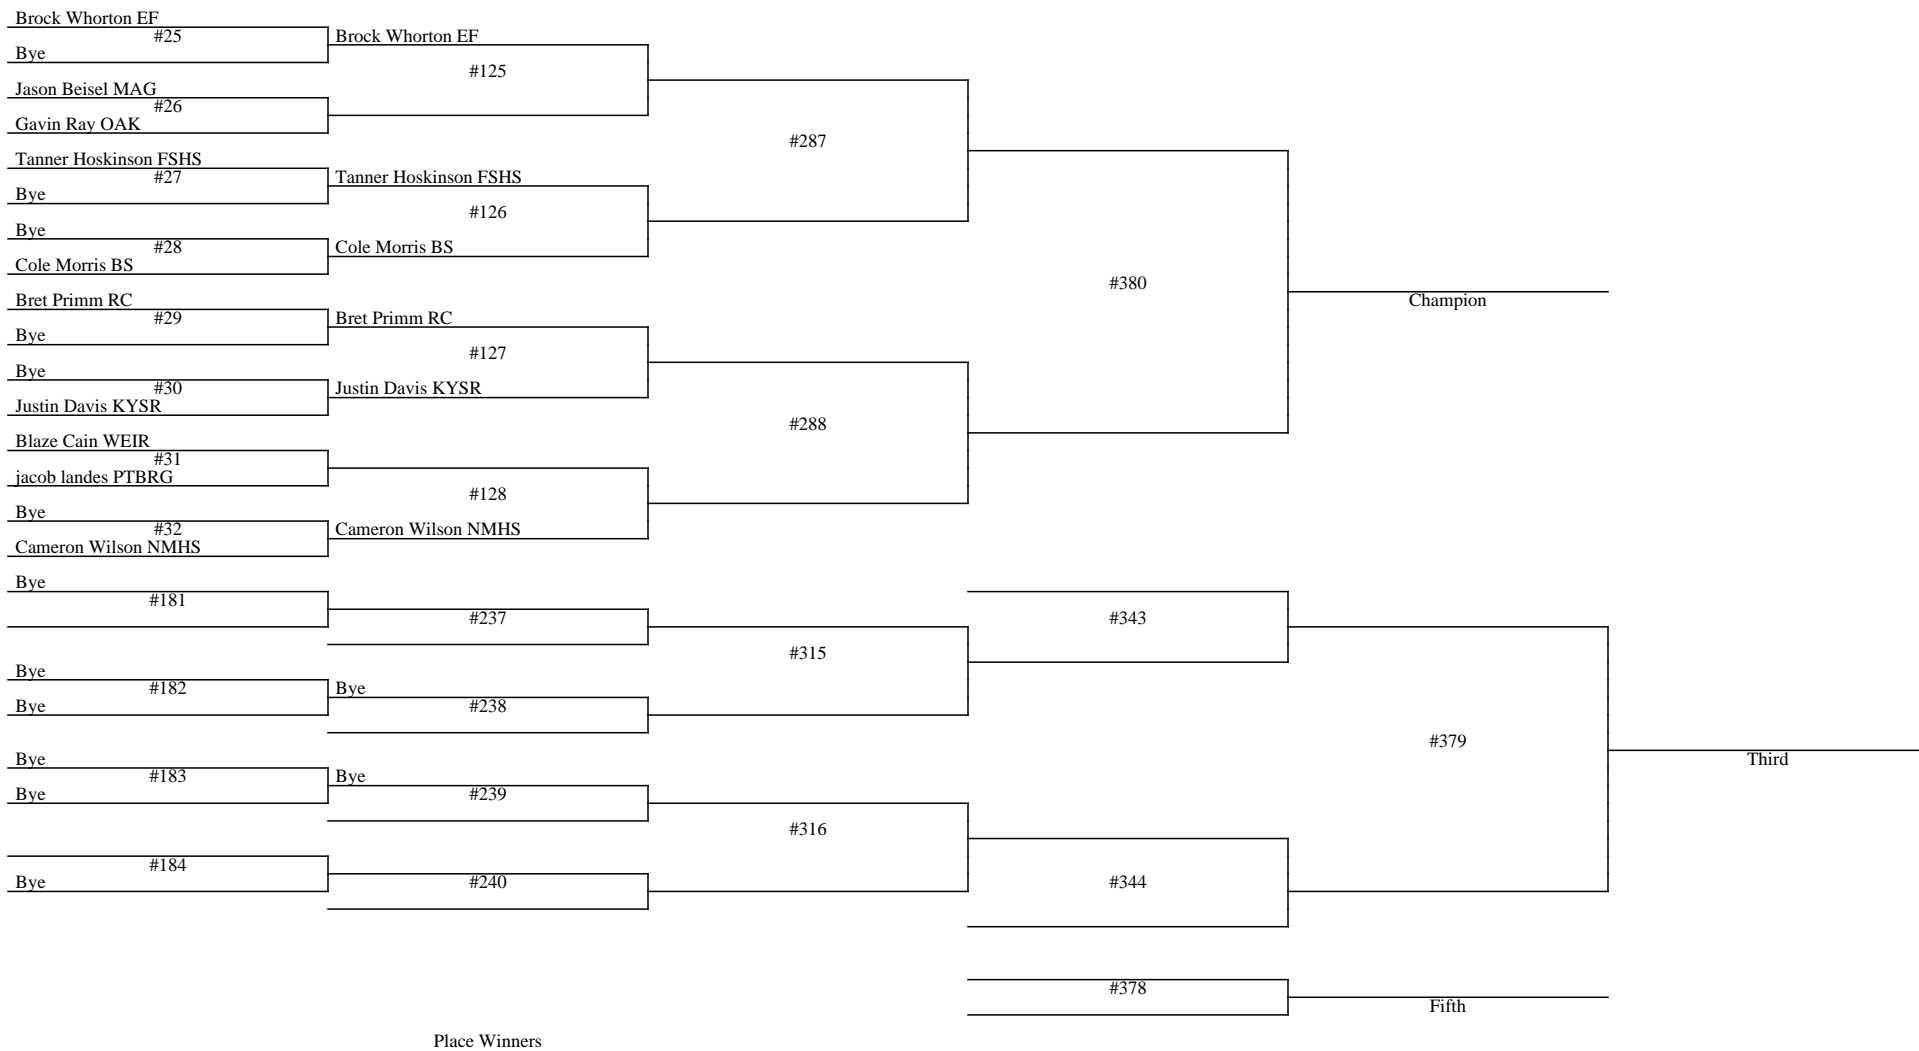 Brock Whorton EF
#25
Bye
Brock Whorton EF
#125
Jason Beisel MAG
#26
Gavin Ray OAK
#287
Tanner Hoskinson FSHS
#27
Bye
Tanner Hoskinson FSHS
#126
Bye
#28
Cole Morris BS
Cole Morris BS
#380
Champion
Bret Primm RC
#29
Bye
Bret Primm RC
#127
Bye
#30
Justin Davis KYSR
Justin Davis KYSR
#288
Blaze Cain WEIR
#31
jacob landes PTBRG
#128
Bye
#32
Cameron Wilson NMHS
Cameron Wilson NMHS
Bye
#181
#237
#343
#315
Bye
#182
Bye
Bye
#238
#379
Third
Bye
#183
Bye
Bye
#239
#316
#184
Bye
#240
#344
#378
Fifth
Place Winners